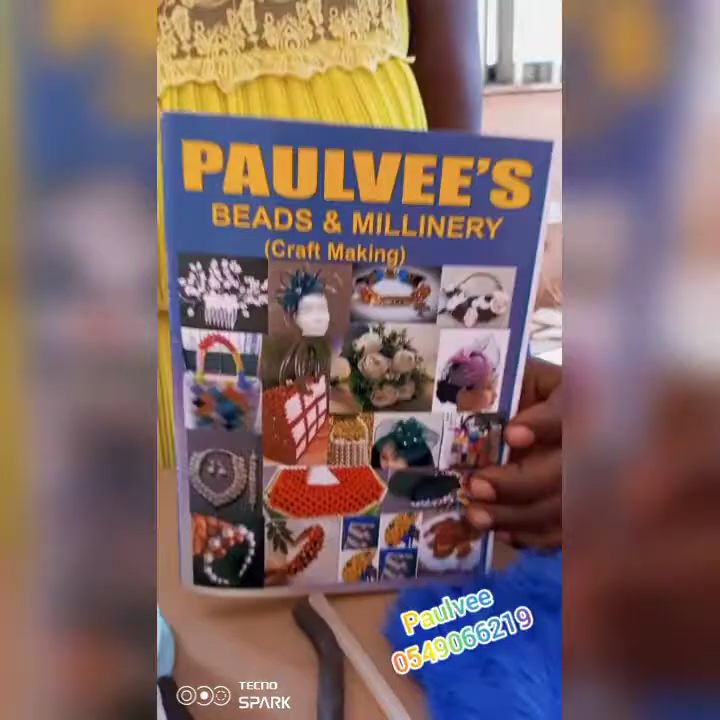 PAULVEE'S
BEADS & MILLINERY
(Craft Making)
Paulvee
0549066219
TECNO
SPARK